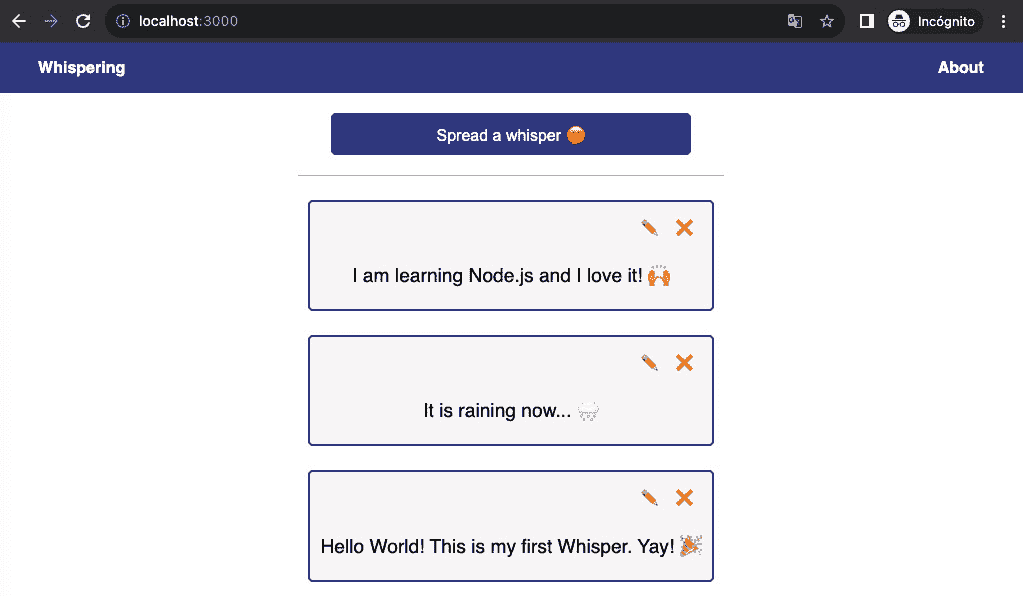 localhost:3000
Incógnito
Whispering
About
Spread a whisper
I am learning Node.js and I love it! 🙌
It is raining now... 🌧
Hello World! This is my first Whisper. Yay! 🎉